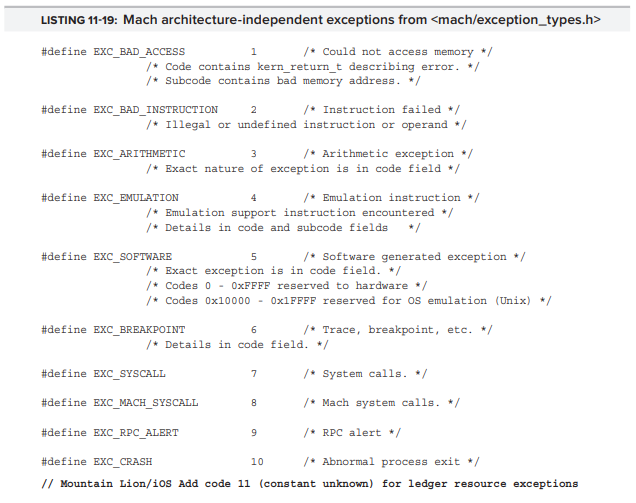 LISTING 11-19: Mach architecture-independent exceptions from <mach/exception_types.h>
#define EXC_BAD_ACCESS 1 /* Could not access memory */
/* Code contains kern_return_t describing error. */
/* Subcode contains bad memory address. */
#define EXC_BAD_INSTRUCTION 2 /* Instruction failed */
/* Illegal or undefined instruction or operand */
#define EXC_ARITHMETIC 3 /* Arithmetic exception */
/* Exact nature of exception is in code field */
#define EXC_EMULATION 4 /* Emulation instruction */
/* Emulation support instruction encountered */
/* Details in code and subcode fields */
#define EXC_SOFTWARE 5 /* Software generated exception */
/* Exact exception is in code field. */
/* Codes 0 - 0xFFFF reserved to hardware */
/* Codes 0x10000 - 0x1FFFF reserved for OS emulation (Unix) */
#define EXC_BREAKPOINT 6 /* Trace, breakpoint, etc. */
/* Details in code field. */
#define EXC_SYSCALL 7 /* System calls. */
#define EXC_MACH_SYSCALL 8 /* Mach system calls. */
#define EXC_RPC_ALERT 9 /* RPC alert */
#define EXC_CRASH 10 /* Abnormal process exit */
// Mountain Lion/iOS Add code 11 (constant unknown) for ledger resource exceptions